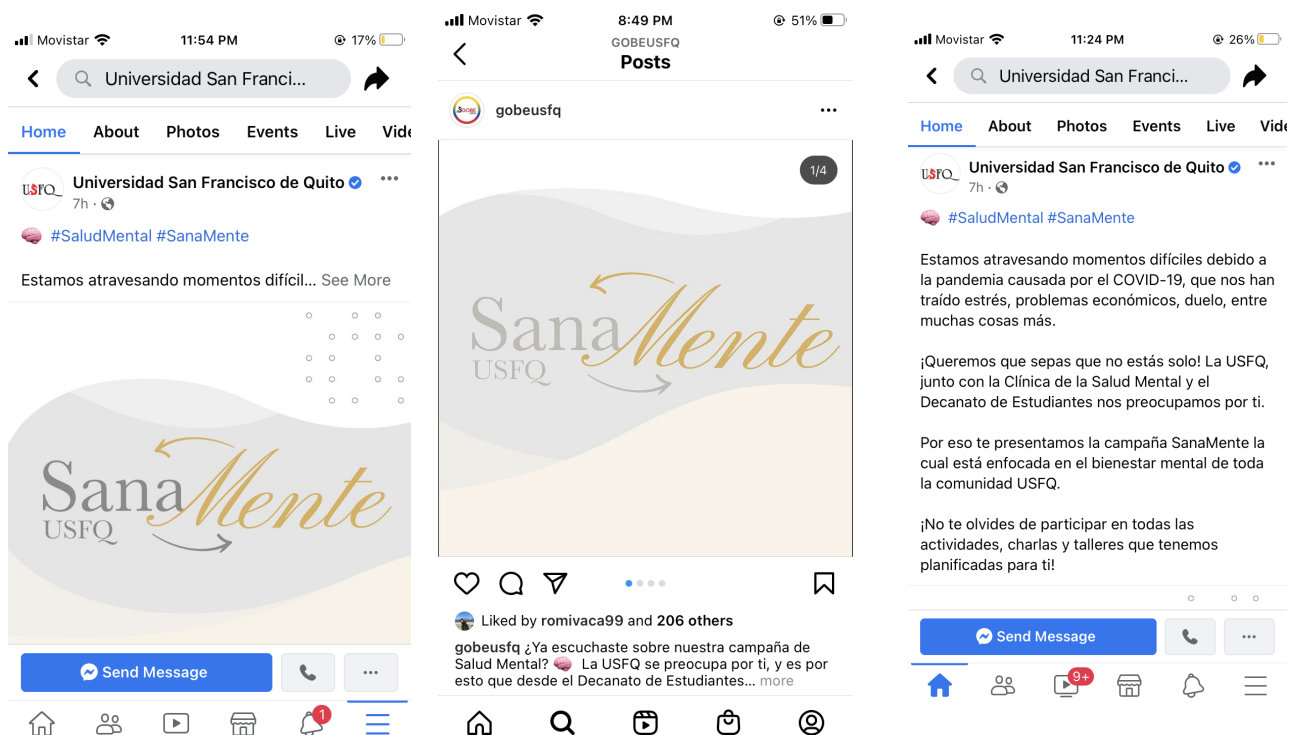 Movistar 11:54 PM 17%
Universidad San Franci...
Home About Photos Events Live Vide
USFQ Universidad San Francisco de Quito
7h ·
#SaludMental #SanaMente
Estamos atravesando momentos difícil... See More
SanaMente
USFQ
Send Message
1
Movistar 8:49 PM 51%
GOBEUSFQ
Posts
GOBE gobeusfq
1/4
SanaMente
USFQ
Liked by romivaca99 and 206 others
gobeusfq ¿Ya escuchaste sobre nuestra campaña de
Salud Mental? La USFQ se preocupa por ti, y es por
esto que desde el Decanato de Estudiantes... more
Movistar 11:24 PM 26%
Universidad San Franci...
Home About Photos Events Live Vide
USFQ Universidad San Francisco de Quito
7h ·
#SaludMental #SanaMente
Estamos atravesando momentos difíciles debido a
la pandemia causada por el COVID-19, que nos han
traído estrés, problemas económicos, duelo, entre
muchas cosas más.
¡Queremos que sepas que no estás solo! La USFQ,
junto con la Clínica de la Salud Mental y el
Decanato de Estudiantes nos preocupamos por ti.
Por eso te presentamos la campaña SanaMente la
cual está enfocada en el bienestar mental de toda
la comunidad USFQ.
¡No te olvides de participar en todas las
actividades, charlas y talleres que tenemos
planificadas para ti!
Send Message
9+